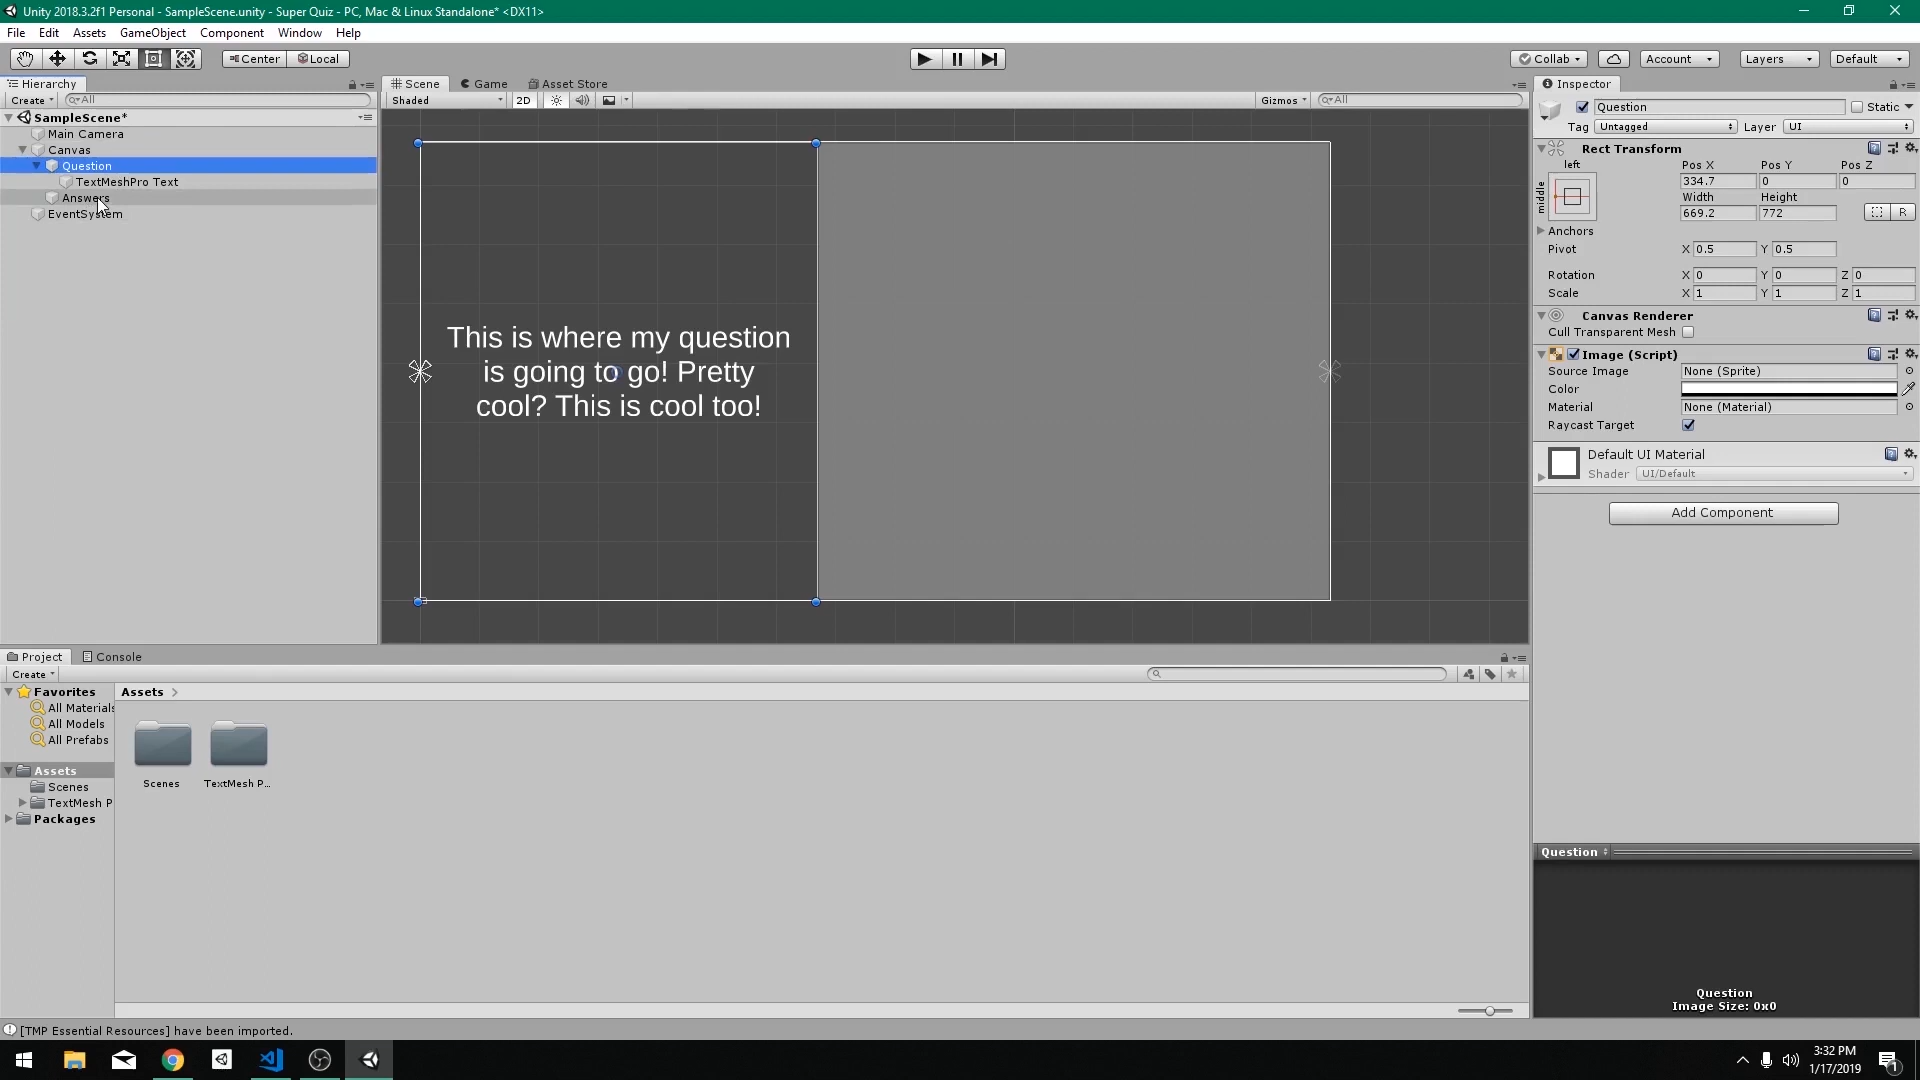 Unity 2018.3.2f1 Personal - SampleScene.unity - Super Quiz - PC, Mac & Linux Standalone* <DX11>
File Edit Assets GameObject Component Window Help
Center Local
Collab Account Layers Default
Hierarchy
Create All
SampleScene*
Main Camera
Canvas
Question
TextMeshPro Text
Answers
EventSystem
Scene Game Asset Store
Shaded 2D Gizmos All
This is where my question
is going to go! Pretty
cool? This is cool too!
Inspector
Question Static
Tag Untagged Layer UI
Rect Transform
left Pos X Pos Y Pos Z
middle
334.7 0 0
Width Height
669.2 772 R
Anchors
Pivot X 0.5 Y 0.5
Rotation X 0 Y 0 Z 0
Scale X 1 Y 1 Z 1
Canvas Renderer
Cull Transparent Mesh
Image (Script)
Source Image None (Sprite)
Color
Material None (Material)
Raycast Target
Default UI Material
Shader UI/Default
Add Component
Question
Question
Image Size: 0x0
Project Console
Create
Favorites
All Materials
All Models
All Prefabs
Assets
Scenes
TextMesh P
Packages
Assets
Scenes TextMesh P...
[TMP Essential Resources] have been imported.
3:32 PM
1/17/2019
1